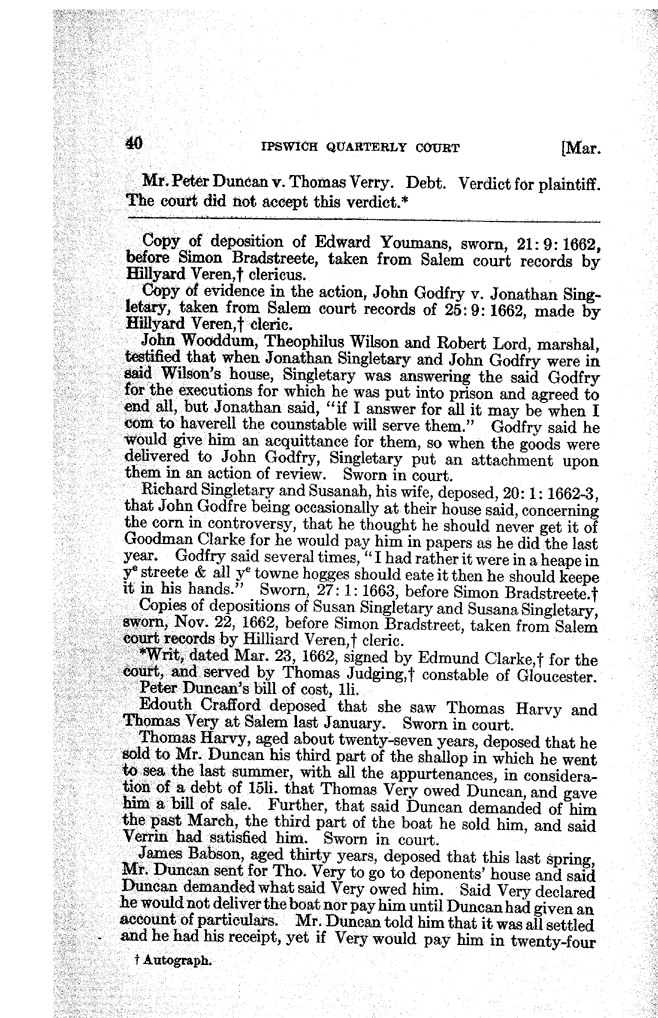 40 IPSWICH QUARTERLY COURT [Mar.
Mr. Peter Duncan v. Thomas Verry. Debt. Verdict for plaintiff.
The court did not accept this verdict.*
Copy of deposition of Edward Youmans, sworn, 21: 9: 1662,
before Simon Bradstreete, taken from Salem court records by
Hillyard Veren,† clericus.
Copy of evidence in the action, John Godfry v. Jonathan Sing-
letary, taken from Salem court records of 25: 9: 1662, made by
Hillyard Veren,† cleric.
John Wooddum, Theophilus Wilson and Robert Lord, marshal,
testified that when Jonathan Singletary and John Godfry were in
said Wilson's house, Singletary was answering the said Godfry
for the executions for which he was put into prison and agreed to
end all, but Jonathan said, "if I answer for all it may be when I
com to haverell the counstable will serve them." Godfry said he
would give him an acquittance for them, so when the goods were
delivered to John Godfry, Singletary put an attachment upon
them in an action of review. Sworn in court.
Richard Singletary and Susanah, his wife, deposed, 20: 1: 1662-3,
that John Godfre being occasionally at their house said, concerning
the corn in controversy, that he thought he should never get it of
Goodman Clarke for he would pay him in papers as he did the last
year. Godfry said several times, "I had rather it were in a heape in
yᵉ streete & all yᵉ towne hogges should eate it then he should keepe
it in his hands." Sworn, 27: 1: 1663, before Simon Bradstreete.†
Copies of depositions of Susan Singletary and Susana Singletary,
sworn, Nov. 22, 1662, before Simon Bradstreet, taken from Salem
court records by Hilliard Veren,† cleric.
*Writ, dated Mar. 23, 1662, signed by Edmund Clarke,† for the
court, and served by Thomas Judging,† constable of Gloucester.
Peter Duncan's bill of cost, 1li.
Edouth Crafford deposed that she saw Thomas Harvy and
Thomas Very at Salem last January. Sworn in court.
Thomas Harvy, aged about twenty-seven years, deposed that he
sold to Mr. Duncan his third part of the shallop in which he went
to sea the last summer, with all the appurtenances, in considera-
tion of a debt of 15li. that Thomas Very owed Duncan, and gave
him a bill of sale. Further, that said Duncan demanded of him
the past March, the third part of the boat he sold him, and said
Verrin had satisfied him. Sworn in court.
James Babson, aged thirty years, deposed that this last spring,
Mr. Duncan sent for Tho. Very to go to deponents' house and said
Duncan demanded what said Very owed him. Said Very declared
he would not deliver the boat nor pay him until Duncan had given an
account of particulars. Mr. Duncan told him that it was all settled
and he had his receipt, yet if Very would pay him in twenty-four
† Autograph.